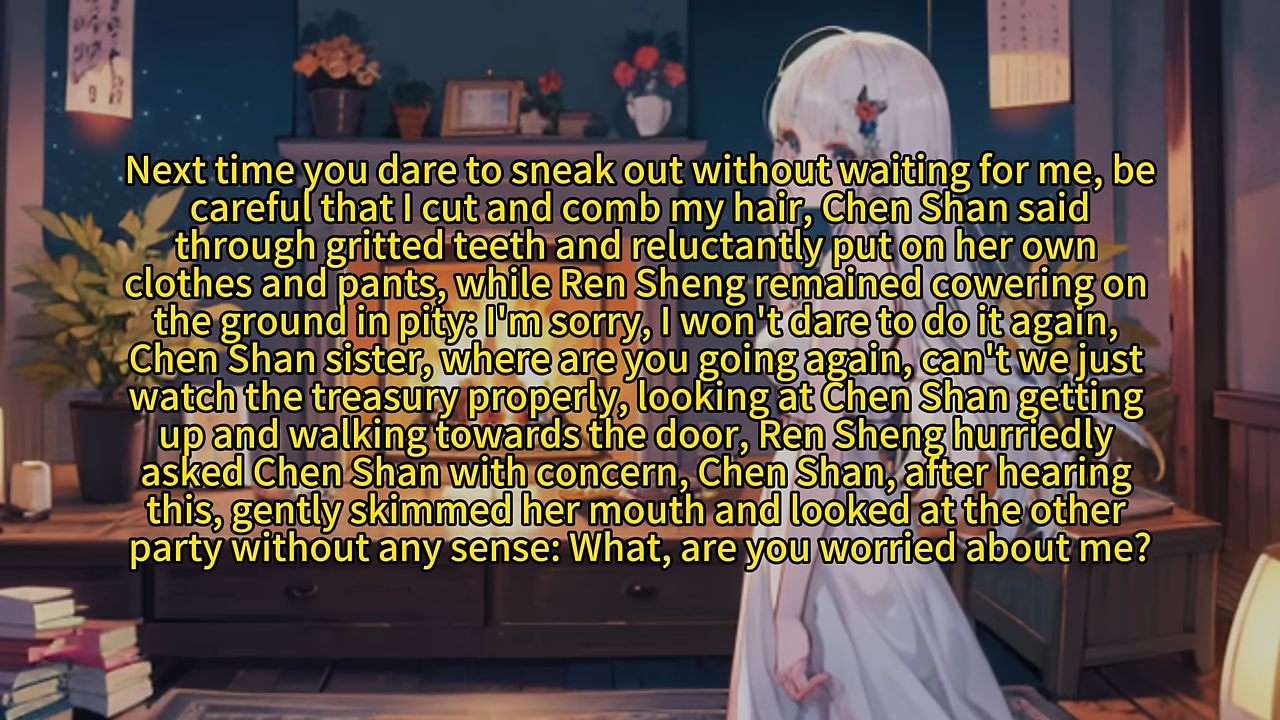 Next time you dare to sneak out without waiting for me, be
careful that I cut and comb my hair, Chen Shan said
through gritted teeth and reluctantly put on her own
clothes and pants, while Ren Sheng remained cowering on
the ground in pity: I'm sorry, I won't dare to do it again,
Chen Shan sister, where are you going again, can't we just
watch the treasury properly, looking at Chen Shan getting
up and walking towards the door, Ren Sheng hurriedly
asked Chen Shan with concern, Chen Shan, after hearing
this, gently skimmed her mouth and looked at the other
party without any sense: What, are you worried about me?